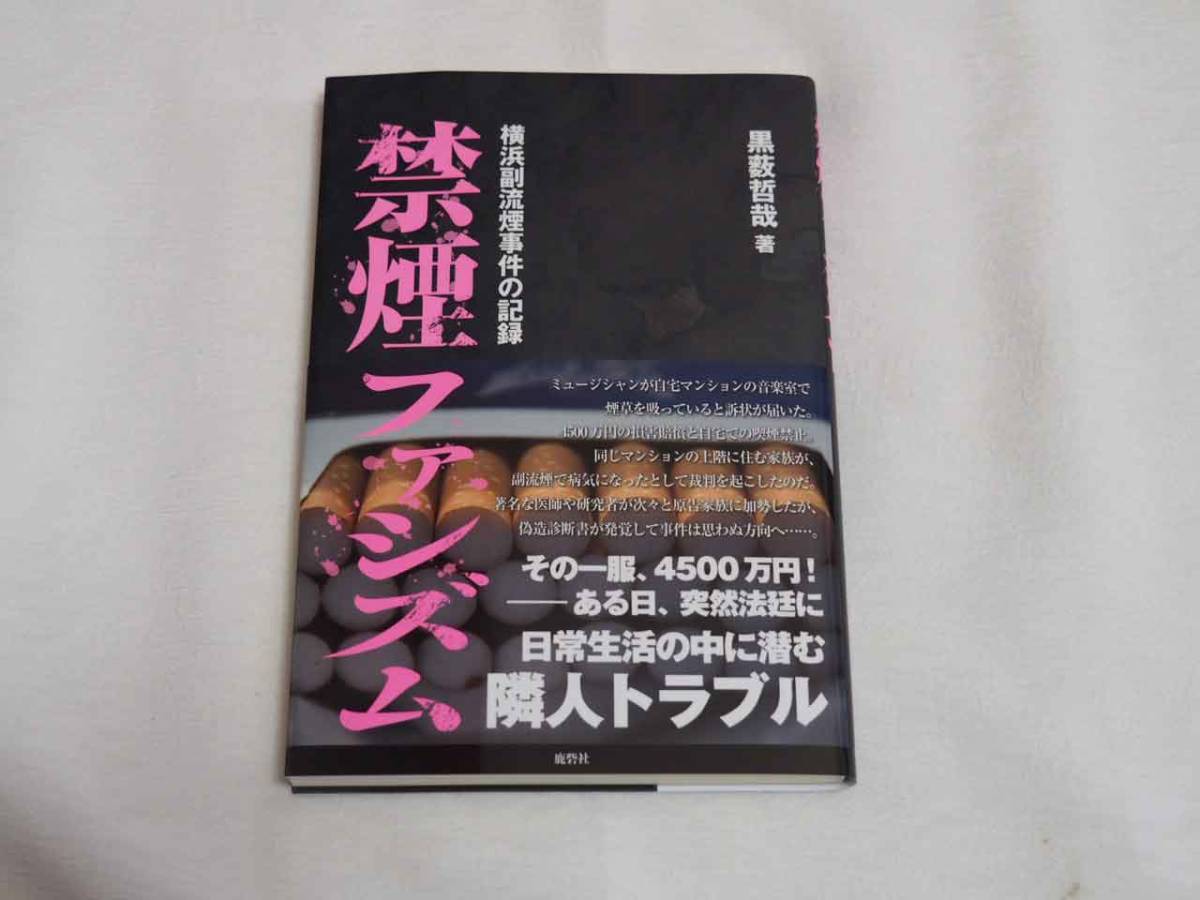 黒薮哲哉 著
横浜副流煙事件の記録
禁煙ファシズム
ミュージシャンが自宅マンションの音楽室で
煙草を吸っていると訴状が届いた。
4500万円の損害賠償と自宅での喫煙禁止。
同じマンションの上階に住む家族が、
副流煙で病気になったとして裁判を起こしたのだ。
著名な医師や研究者が次々と原告家族に加勢したが、
偽造診断書が発覚して事件は思わぬ方向へ……。
その一服、4500万円！
――ある日、突然法廷に
日常生活の中に潜む
隣人トラブル
鹿砦社